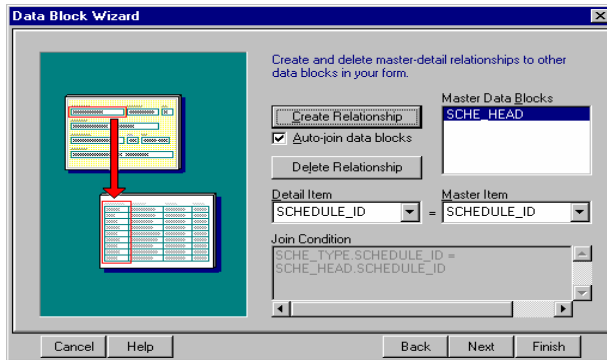 Data Block Wizard
Create and delete master-detail relationships to other
data blocks in your form.
Master Data Blocks
Create Relationship
SCHE_HEAD
Auto-join data blocks
Delete Relationship
Detail Item
Master Item
SCHEDULE_ID = SCHEDULE_ID
Join Condition
SCHE_TYPE.SCHEDULE_ID =
SCHE_HEAD.SCHEDULE_ID
Cancel Help Back Next Finish